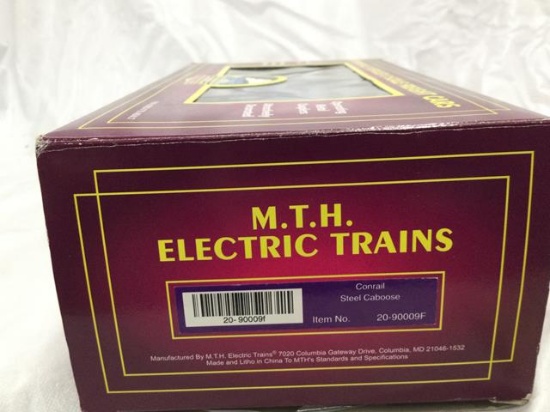 M.T.H.
ELECTRIC TRAINS
Conrail
Steel Caboose
20-90009f
Item No. 20-90009F
Manufactured By M.T.H. Electric Trains® 7020 Columbia Gateway Drive, Columbia, MD 21046-1532
Made and Litho in China To MTH's Standards and Specifications